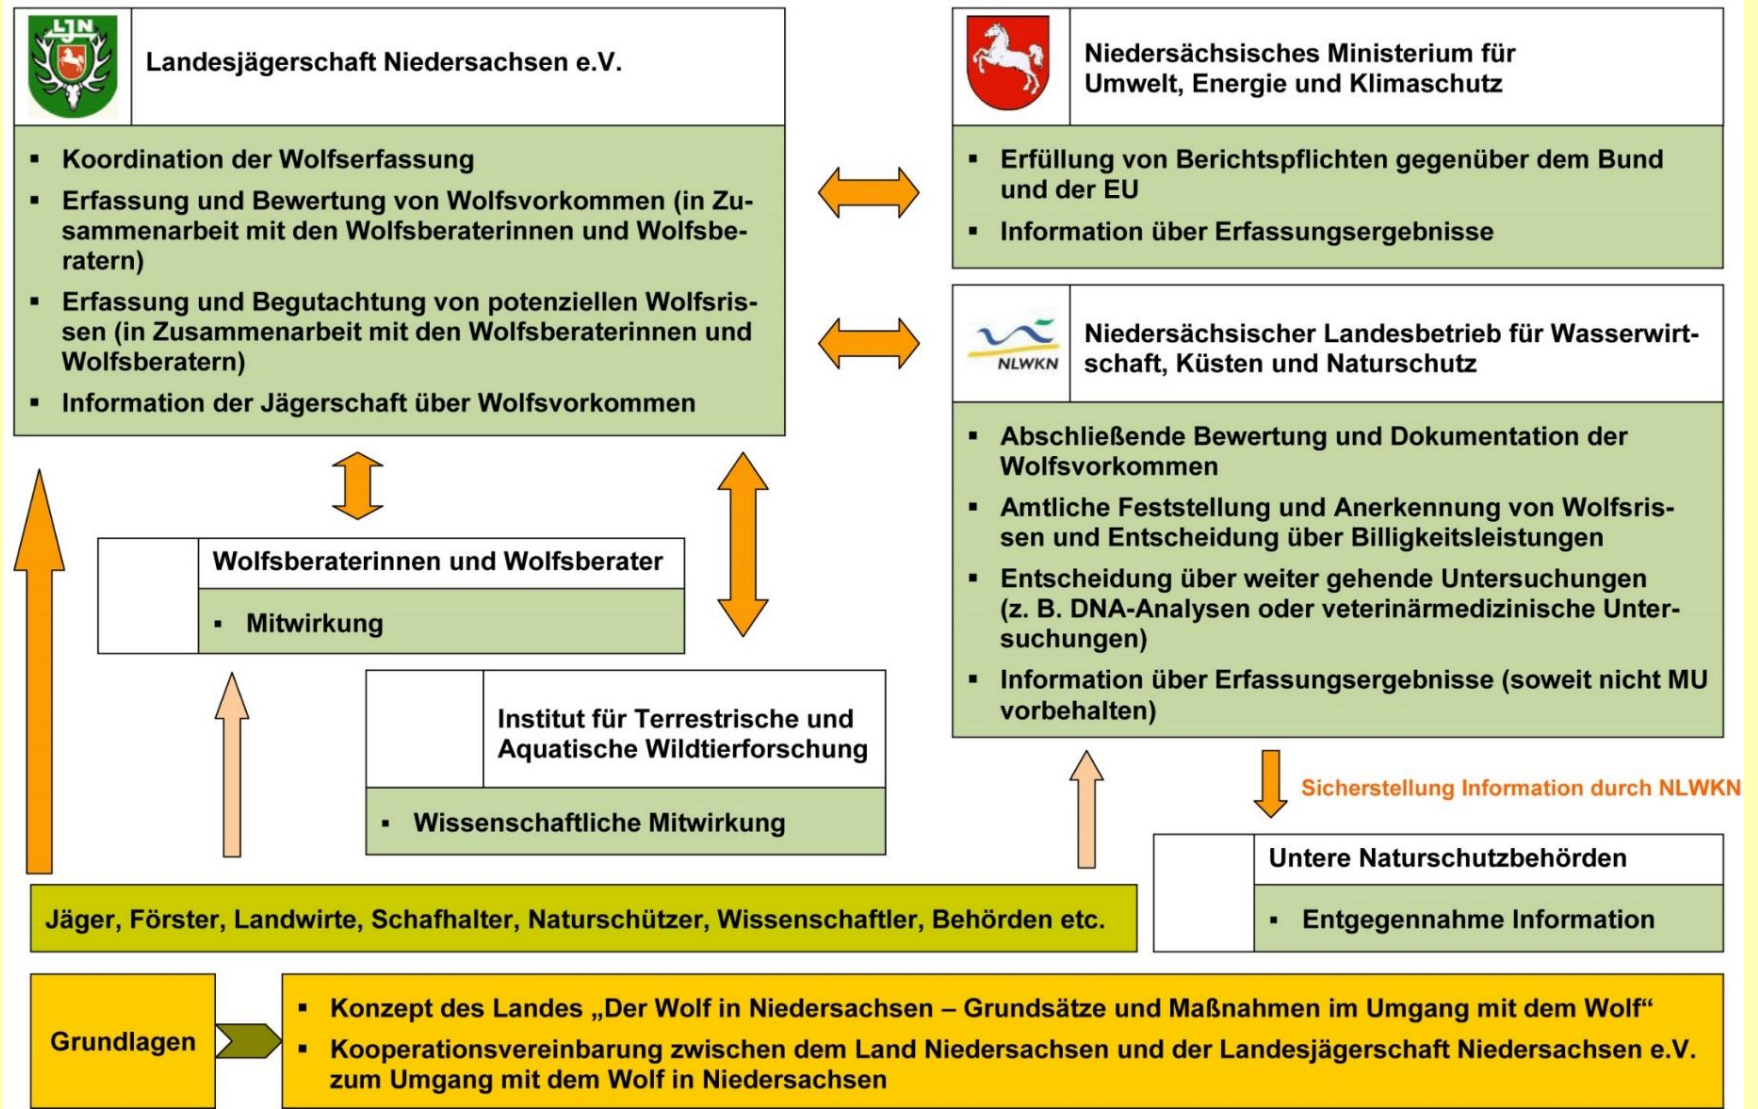 LJN
Landesjägerschaft Niedersachsen e.V.
▪ Koordination der Wolfserfassung
▪ Erfassung und Bewertung von Wolfsvorkommen (in Zu-
sammenarbeit mit den Wolfsberaterinnen und Wolfsbe-
ratern)
▪ Erfassung und Begutachtung von potenziellen Wolfsris-
sen (in Zusammenarbeit mit den Wolfsberaterinnen und
Wolfsberatern)
▪ Information der Jägerschaft über Wolfsvorkommen
Niedersächsisches Ministerium für
Umwelt, Energie und Klimaschutz
▪ Erfüllung von Berichtspflichten gegenüber dem Bund
und der EU
▪ Information über Erfassungsergebnisse
NLWKN
Niedersächsischer Landesbetrieb für Wasserwirt-
schaft, Küsten und Naturschutz
▪ Abschließende Bewertung und Dokumentation der
Wolfsvorkommen
▪ Amtliche Feststellung und Anerkennung von Wolfsris-
sen und Entscheidung über Billigkeitsleistungen
▪ Entscheidung über weiter gehende Untersuchungen
(z. B. DNA-Analysen oder veterinärmedizinische Unter-
suchungen)
▪ Information über Erfassungsergebnisse (soweit nicht MU
vorbehalten)
Wolfsberaterinnen und Wolfsberater
▪ Mitwirkung
Institut für Terrestrische und
Aquatische Wildtierforschung
▪ Wissenschaftliche Mitwirkung
Sicherstellung Information durch NLWKN
Untere Naturschutzbehörden
▪ Entgegennahme Information
Jäger, Förster, Landwirte, Schafhalter, Naturschützer, Wissenschaftler, Behörden etc.
Grundlagen
▪ Konzept des Landes „Der Wolf in Niedersachsen – Grundsätze und Maßnahmen im Umgang mit dem Wolf“
▪ Kooperationsvereinbarung zwischen dem Land Niedersachsen und der Landesjägerschaft Niedersachsen e.V.
zum Umgang mit dem Wolf in Niedersachsen